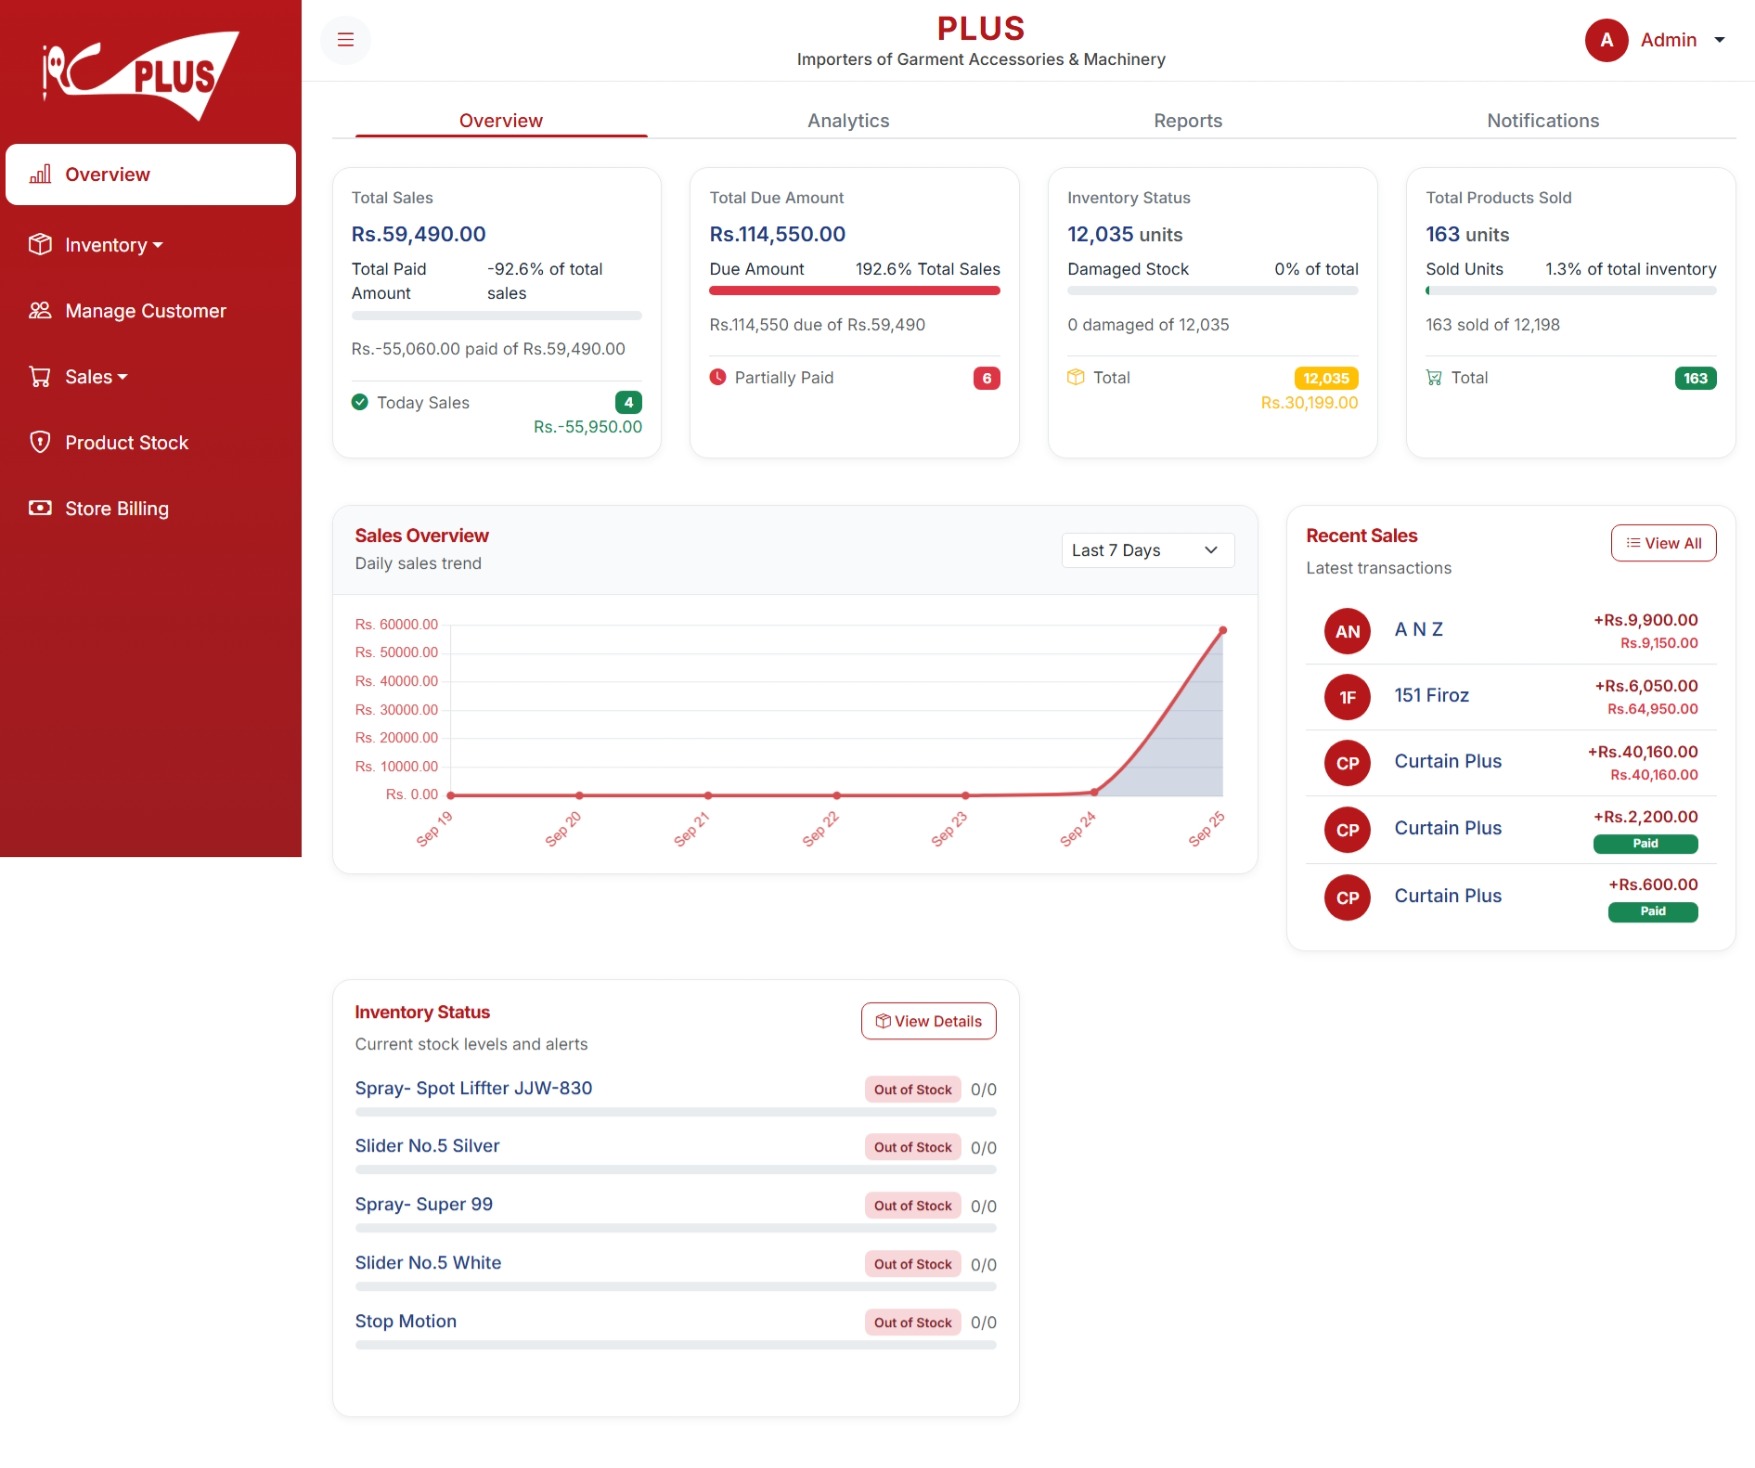 PLUS
PLUS
Importers of Garment Accessories & Machinery
A Admin
Overview
Inventory
Manage Customer
Sales
Product Stock
Store Billing
Overview Analytics Reports Notifications
Total Sales
Rs.59,490.00
Total Paid Amount -92.6% of total sales
Rs.-55,060.00 paid of Rs.59,490.00
Today Sales 4
Rs.-55,950.00
Total Due Amount
Rs.114,550.00
Due Amount 192.6% Total Sales
Rs.114,550 due of Rs.59,490
Partially Paid 6
Inventory Status
12,035 units
Damaged Stock 0% of total
0 damaged of 12,035
Total 12,035
Rs.30,199.00
Total Products Sold
163 units
Sold Units 1.3% of total inventory
163 sold of 12,198
Total 163
Sales Overview
Daily sales trend
Last 7 Days
Rs. 60000.00
Rs. 50000.00
Rs. 40000.00
Rs. 30000.00
Rs. 20000.00
Rs. 10000.00
Rs. 0.00
Sep 19 Sep 20 Sep 21 Sep 22 Sep 23 Sep 24 Sep 25
Recent Sales
View All
Latest transactions
AN A N Z +Rs.9,900.00
Rs.9,150.00
1F 151 Firoz +Rs.6,050.00
Rs.64,950.00
CP Curtain Plus +Rs.40,160.00
Rs.40,160.00
CP Curtain Plus +Rs.2,200.00
Paid
CP Curtain Plus +Rs.600.00
Paid
Inventory Status
View Details
Current stock levels and alerts
Spray- Spot Liffter JJW-830 Out of Stock 0/0
Slider No.5 Silver Out of Stock 0/0
Spray- Super 99 Out of Stock 0/0
Slider No.5 White Out of Stock 0/0
Stop Motion Out of Stock 0/0